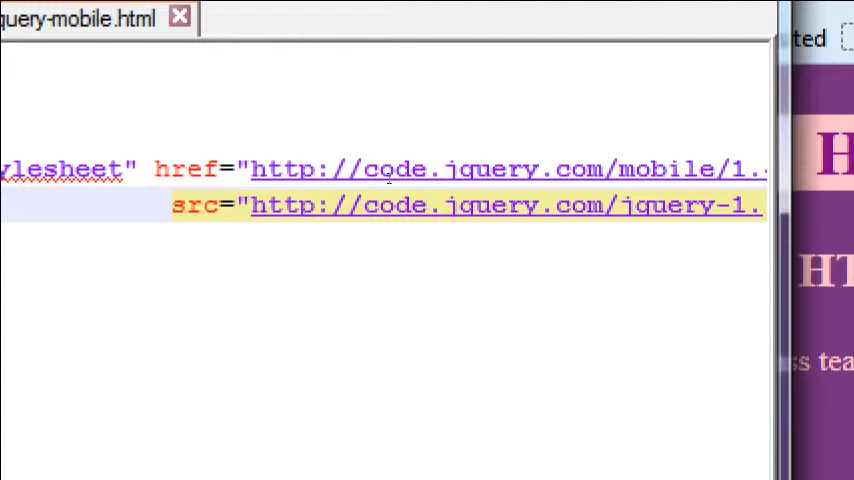 query-mobile.html
ted
ylesheet" href="http://code.jquery.com/mobile/1.
src="http://code.jquery.com/jquery-1.
H
HT
ss tea